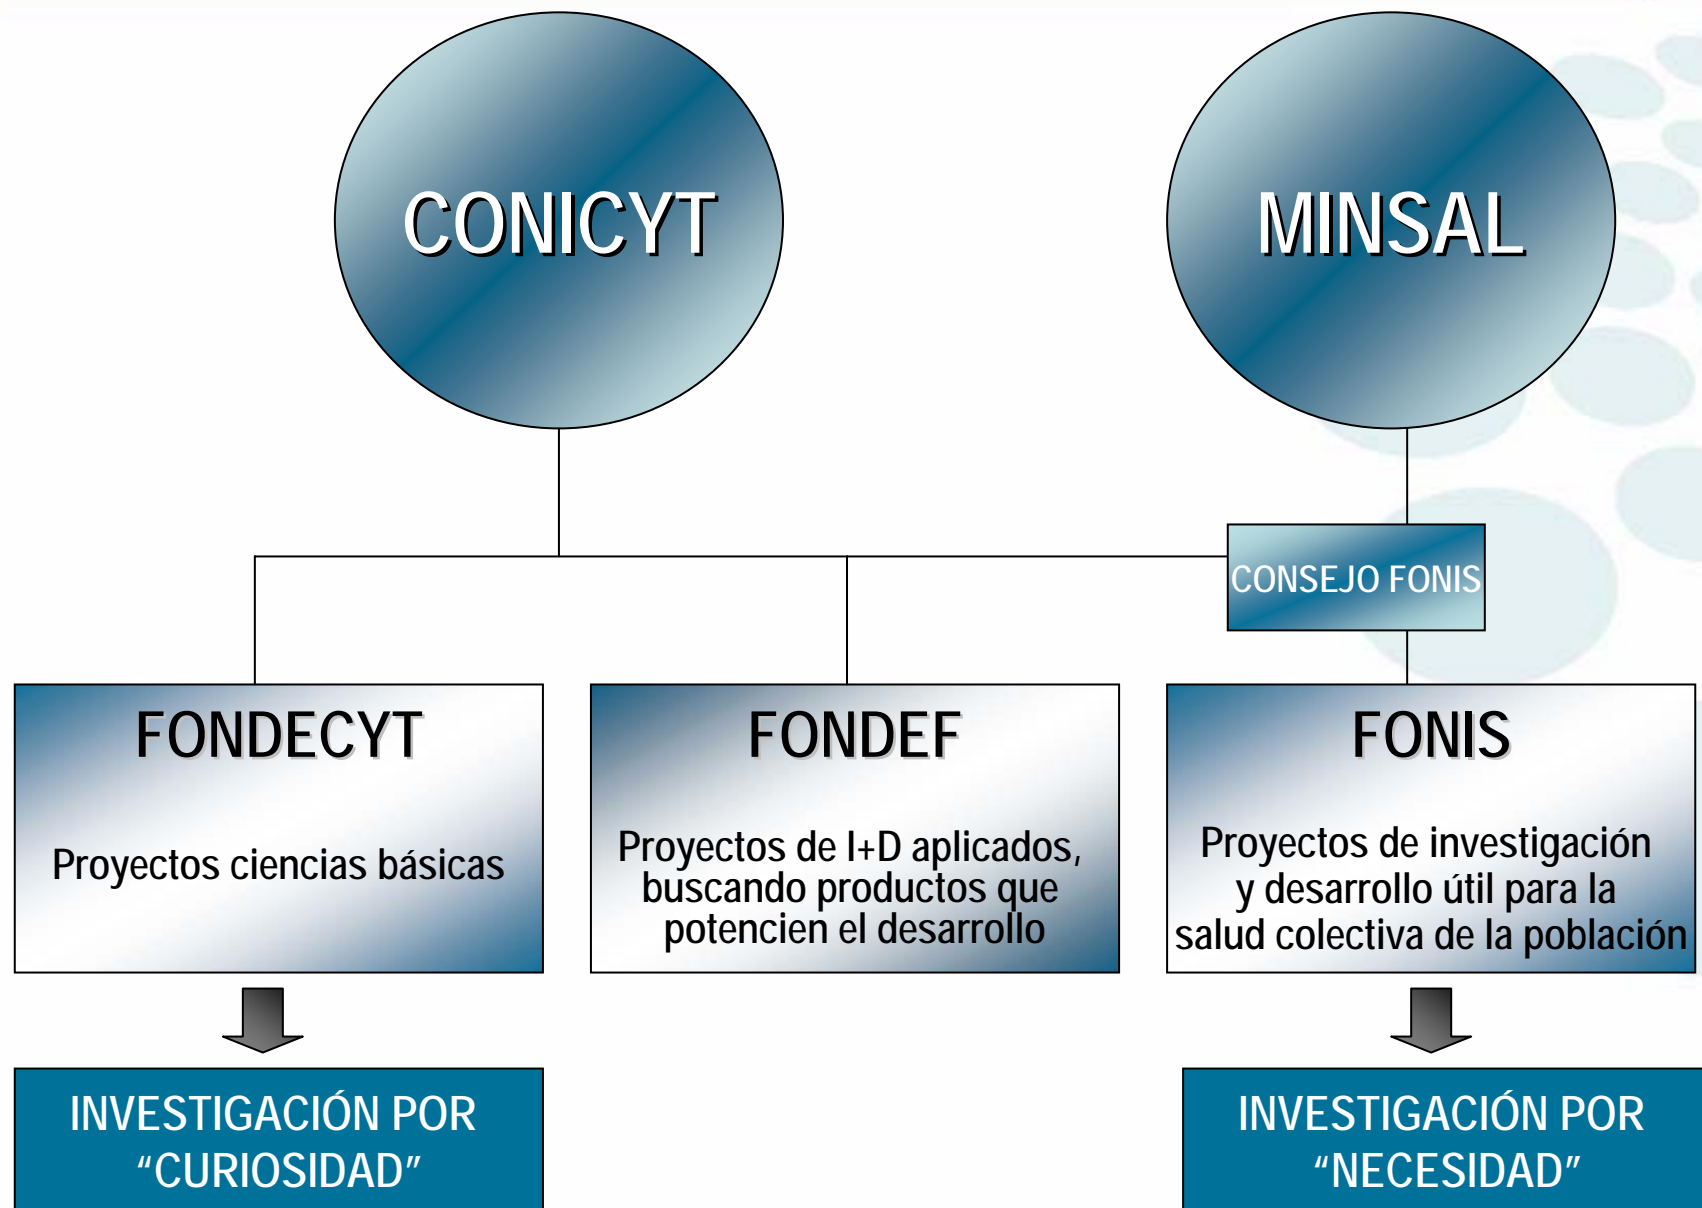 CONICYT
MINSAL
CONSEJO FONIS
FONDECYT
Proyectos ciencias básicas
FONDEF
Proyectos de I+D aplicados,
buscando productos que
potencien el desarrollo
FONIS
Proyectos de investigación
y desarrollo útil para la
salud colectiva de la población
INVESTIGACIÓN POR
“CURIOSIDAD”
INVESTIGACIÓN POR
“NECESIDAD”